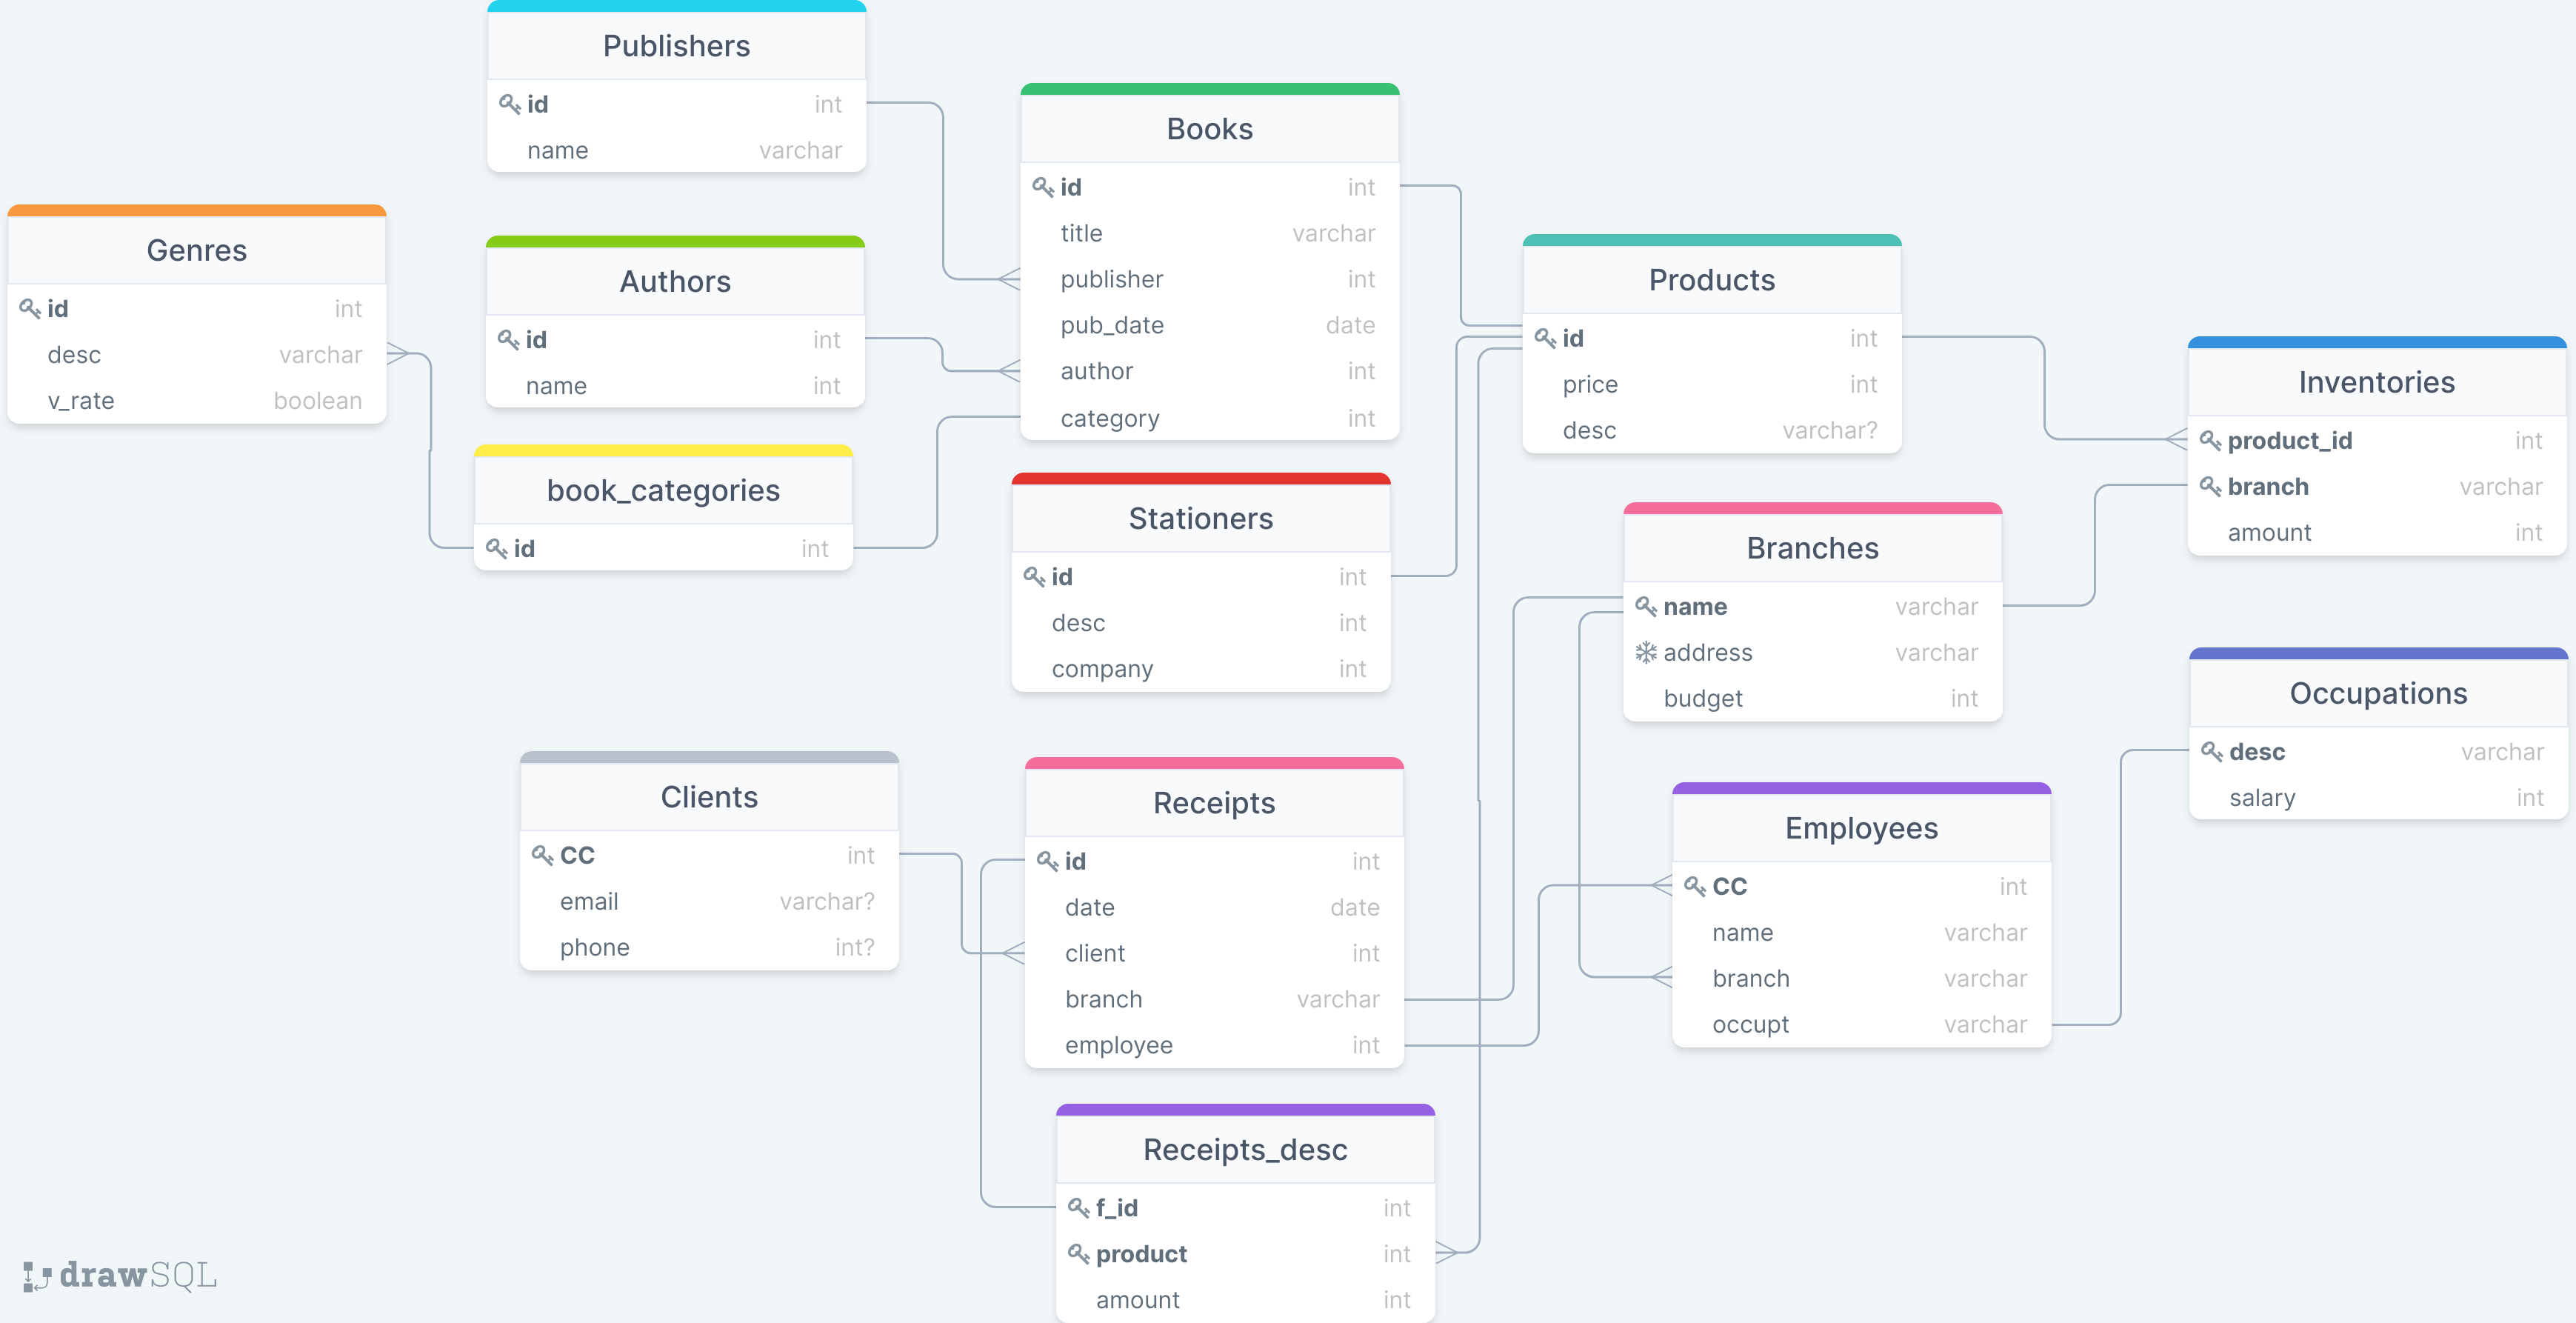 Publishers
id int
name varchar
Genres
id int
desc varchar
v_rate boolean
Authors
id int
name int
book_categories
id int
Books
id int
title varchar
publisher int
pub_date date
author int
category int
Stationers
id int
desc int
company int
Products
id int
price int
desc varchar?
Inventories
product_id int
branch varchar
amount int
Branches
name varchar
address varchar
budget int
Occupations
desc varchar
salary int
Clients
CC int
email varchar?
phone int?
Receipts
id int
date date
client int
branch varchar
employee int
Employees
CC int
name varchar
branch varchar
occupt varchar
Receipts_desc
f_id int
product int
amount int
drawSQL